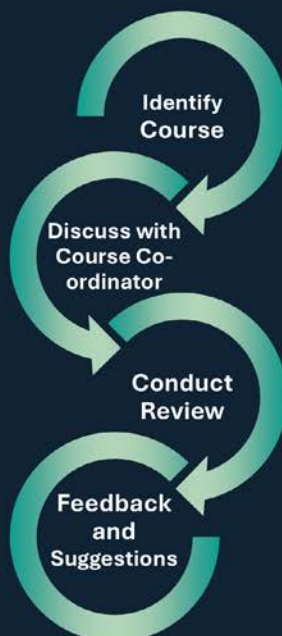 Identify
Course
Discuss with
Course Co-
ordinator
Conduct
Review
Feedback
and
Suggestions